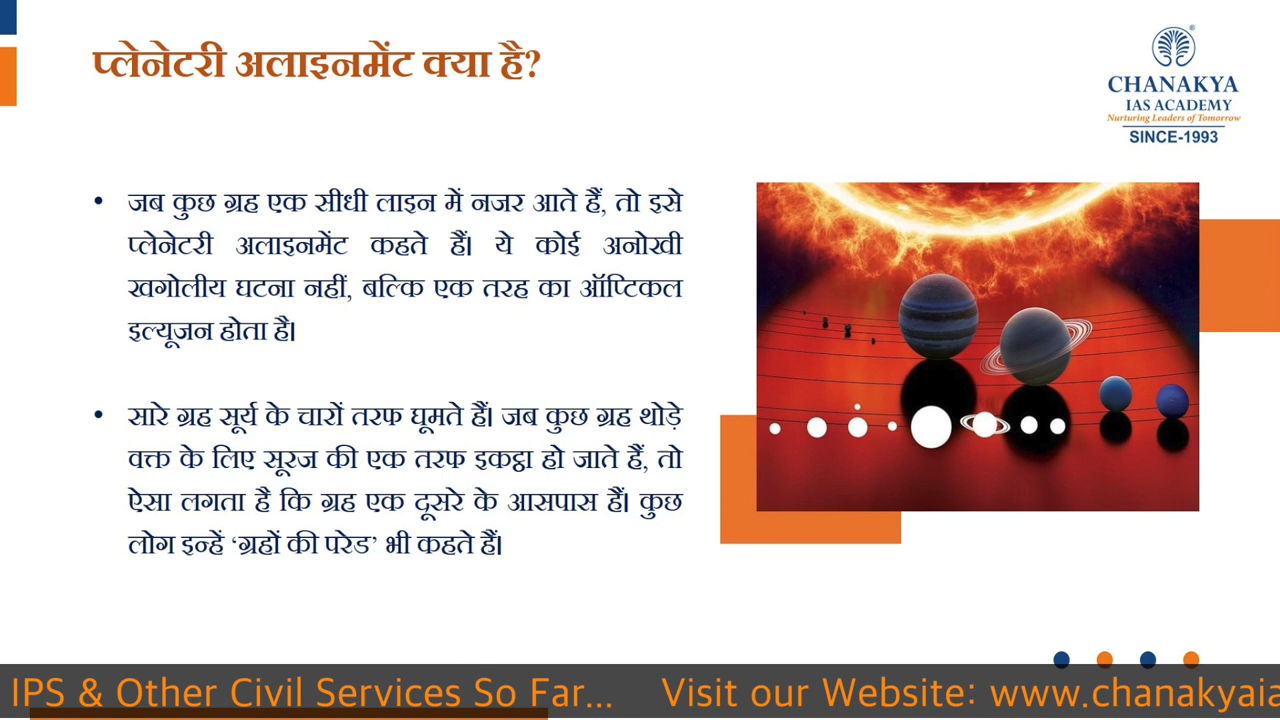 प्लेनेटरी अलाइनमेंट क्या है?
CHANAKYA
IAS ACADEMY
Nurturing Leaders of Tomorrow
SINCE-1993
• जब कुछ ग्रह एक सीधी लाइन में नजर आते हैं, तो इसे
प्लेनेटरी अलाइनमेंट कहते हैं। ये कोई अनोखी
खगोलीय घटना नहीं, बल्कि एक तरह का ऑप्टिकल
इल्यूजन होता है।
• सारे ग्रह सूर्य के चारों तरफ घूमते हैं। जब कुछ ग्रह थोड़े
वक्त के लिए सूरज की एक तरफ इकट्ठा हो जाते हैं, तो
ऐसा लगता है कि ग्रह एक दूसरे के आसपास हैं। कुछ
लोग इन्हें ‘ग्रहों की परेड’ भी कहते हैं।
IPS & Other Civil Services So Far... Visit our Website: www.chanakyaia